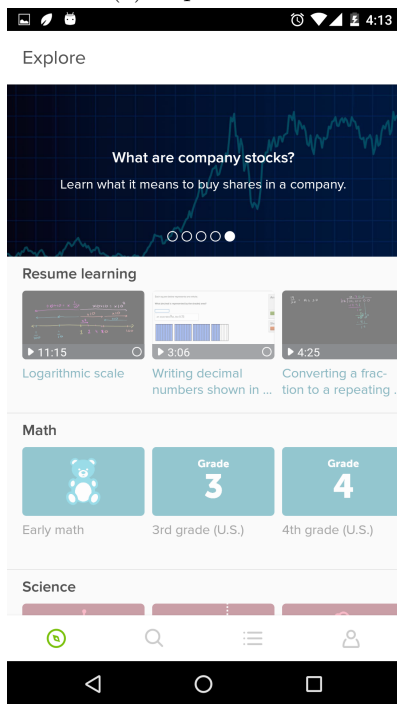 4:13
Explore
What are company stocks?
Learn what it means to buy shares in a company.
Resume learning
11:15
3:06
4:25
Logarithmic scale
Writing decimal
numbers shown in ...
Converting a frac-
tion to a repeating .
Math
Grade
3
Grade
4
Early math
3rd grade (U.S.)
4th grade (U.S.)
Science